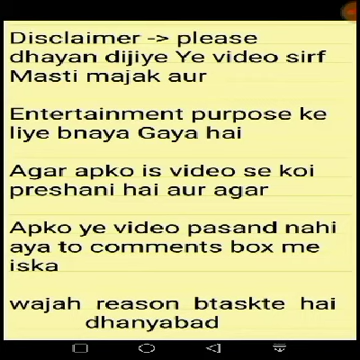 Disclaimer -> please
dhayan dijiye Ye video sirf
Masti majak aur
Entertainment purpose ke
liye bnaya Gaya hai
Agar apko is video se koi
preshani hai aur agar
Apko ye video pasand nahi
aya to comments box me
iska
wajah reason btaskte hai
dhanyabad